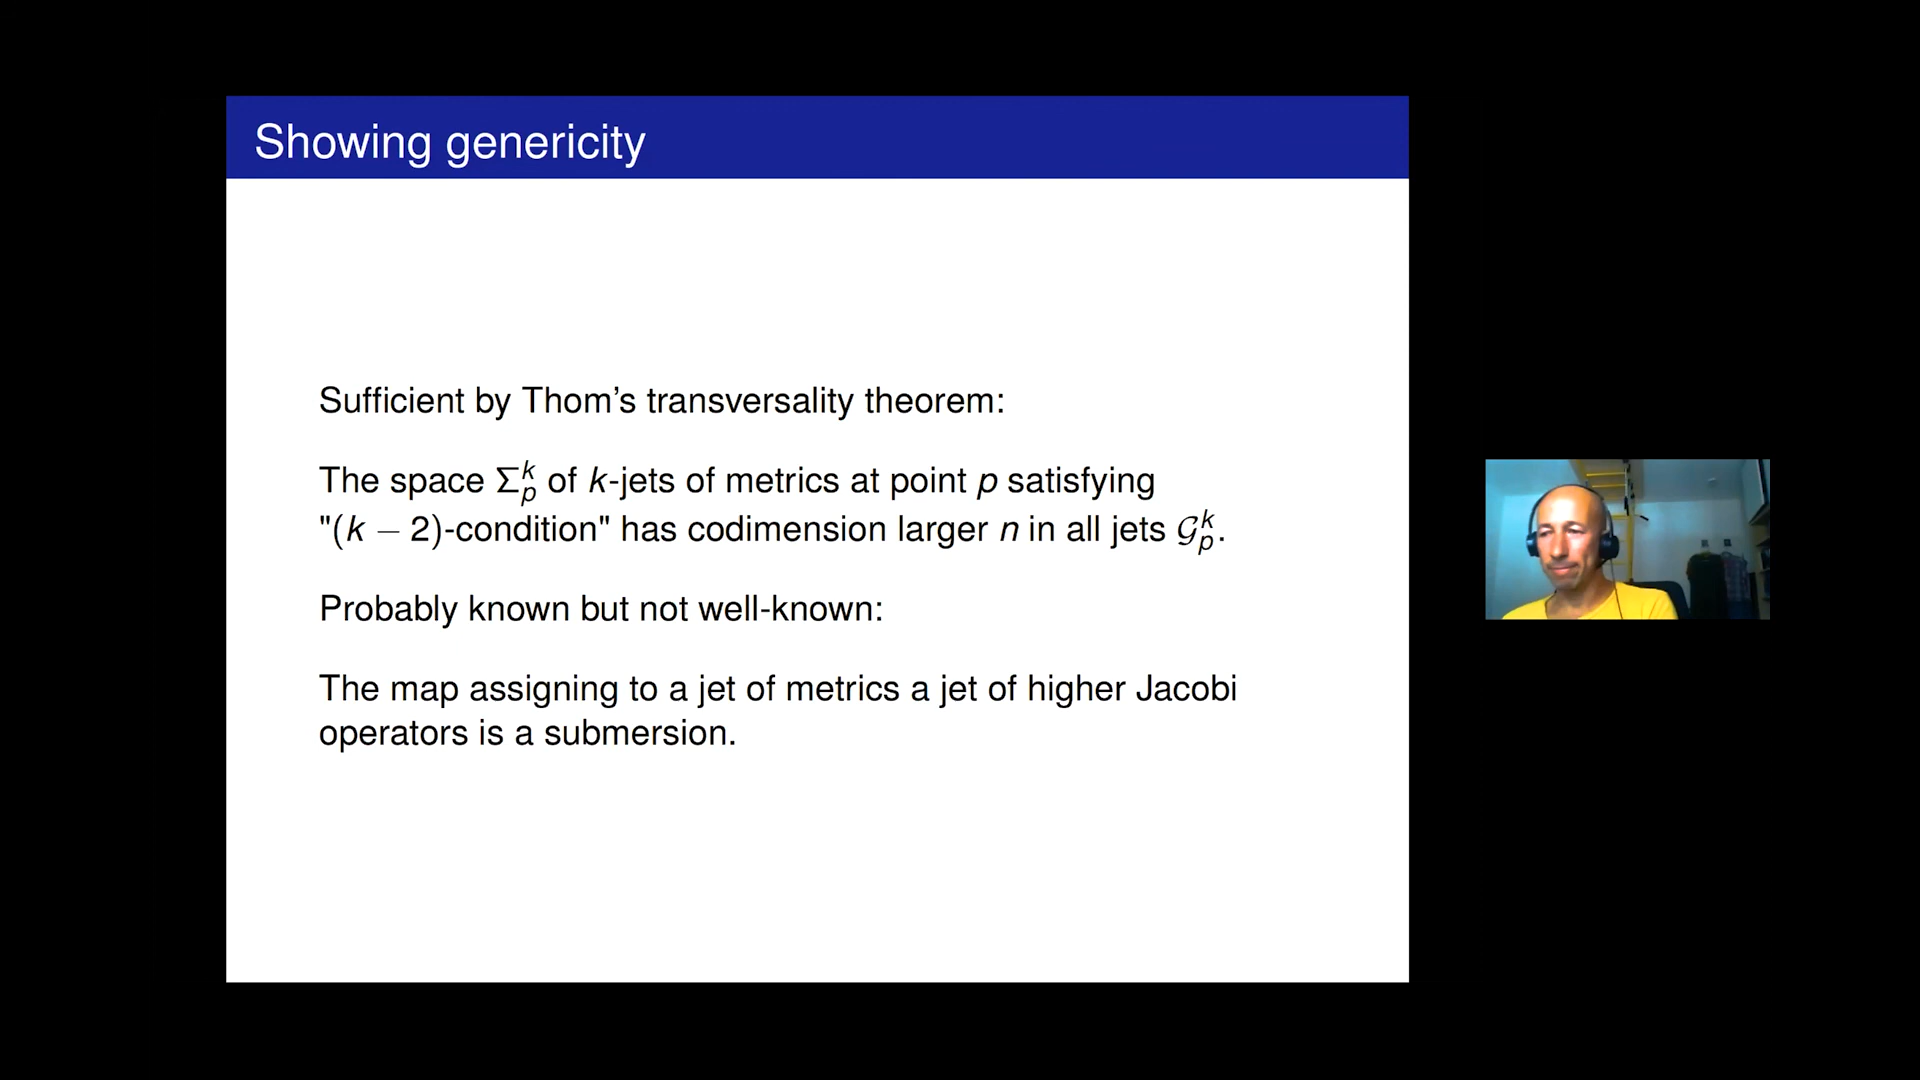 Showing genericity
Sufficient by Thom’s transversality theorem:
The space Σₚᵏ of k-jets of metrics at point p satisfying
"(k − 2)-condition" has codimension larger n in all jets 𝒢ₚᵏ.
Probably known but not well-known:
The map assigning to a jet of metrics a jet of higher Jacobi
operators is a submersion.